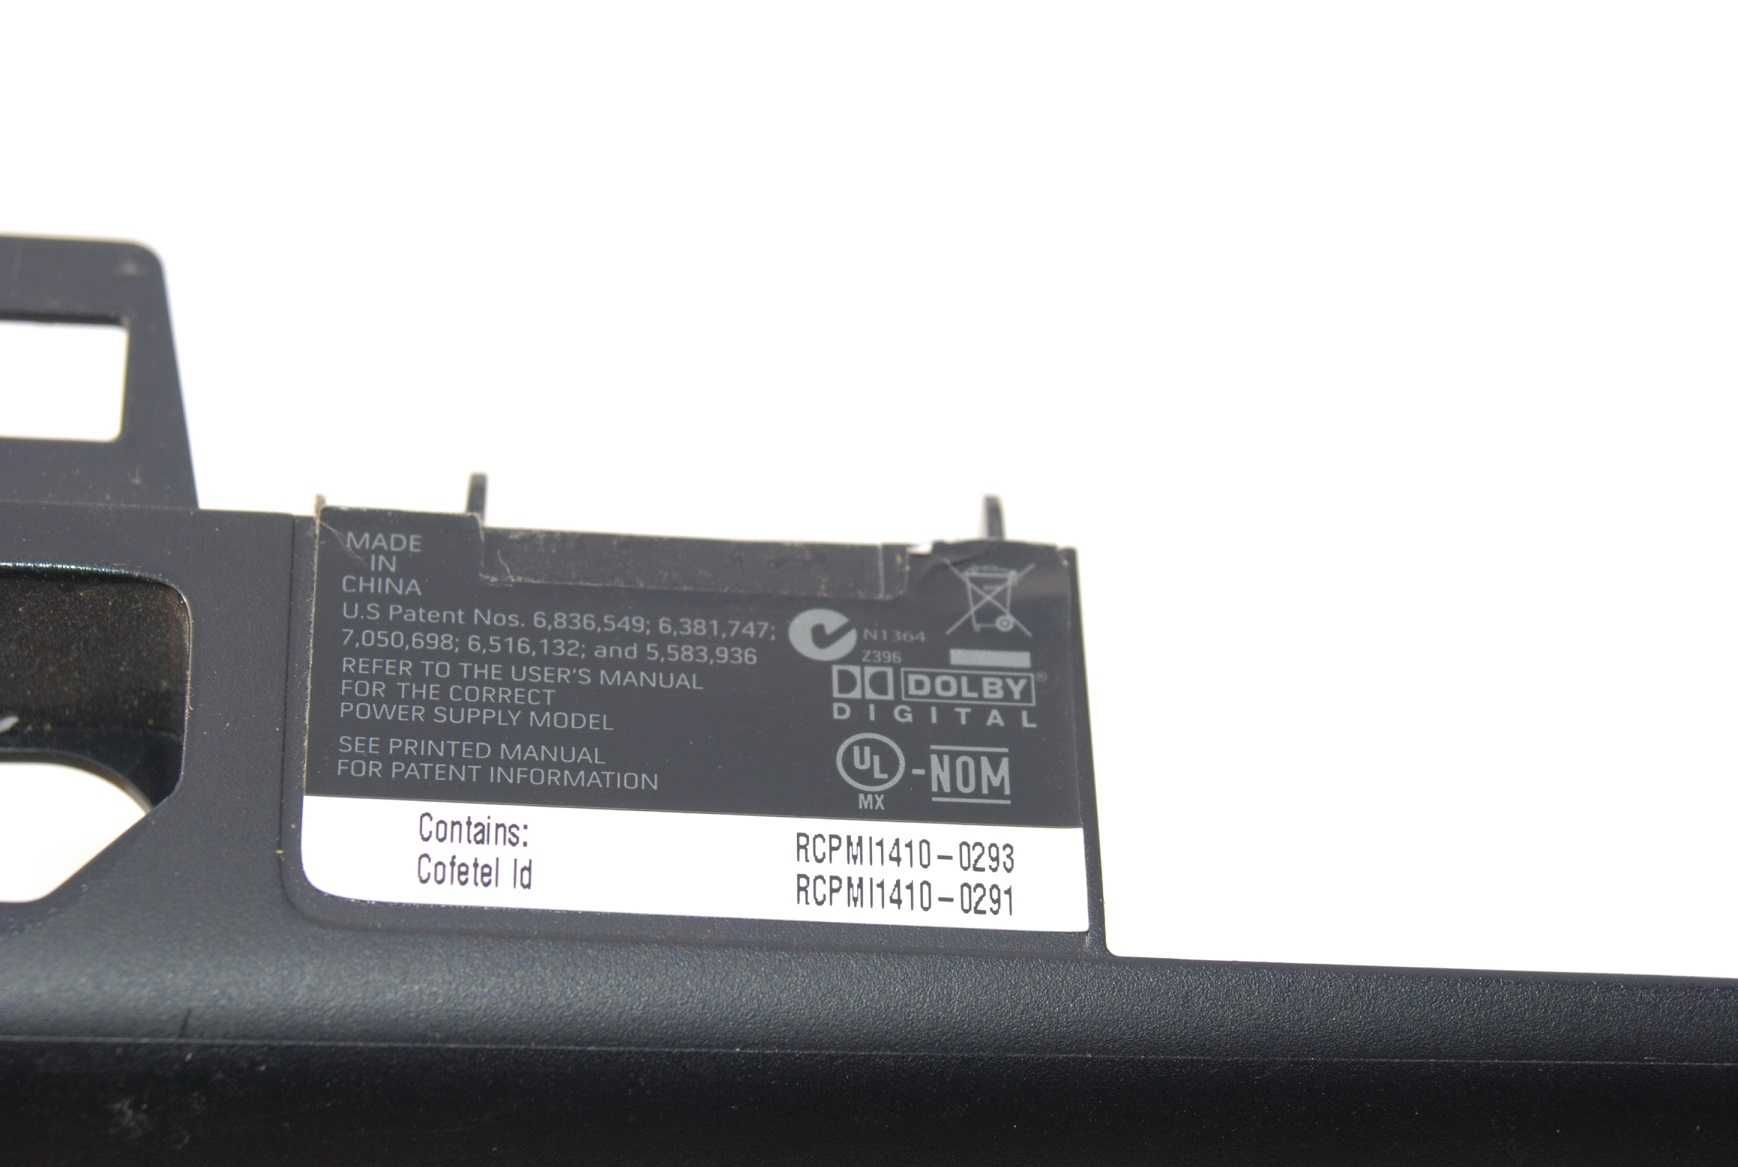 MADE
IN
CHINA
U.S Patent Nos. 6,836,549; 6,381,747;
7,050,698; 6,516,132; and 5,583,936
REFER TO THE USER'S MANUAL
FOR THE CORRECT
POWER SUPPLY MODEL
SEE PRINTED MANUAL
FOR PATENT INFORMATION
N1364
Z396
DOLBY®
DIGITAL
UL-NOM
MX
Contains: RCPMI1410-0293
Cofetel Id RCPMI1410-0291